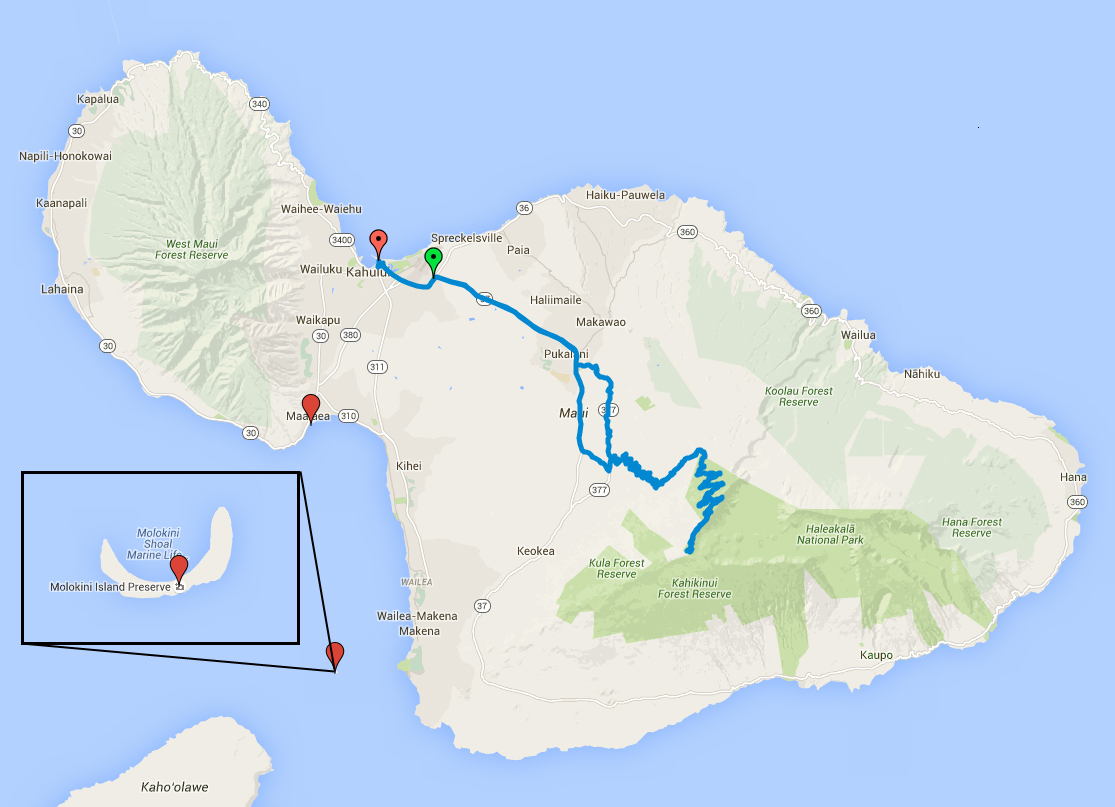 Kapalua
340
30
Napili-Honokowai
Kaanapali
Waihee-Waiehu
Haiku-Pauwela
36
360
3400
Spreckelsville
Paia
West Maui
Forest Reserve
Wailuku
Kahului
Lahaina
Haliimaile
Makawao
360
Wailua
Waikapu
30
380
30
Pukalani
311
Nāhiku
Koolau Forest
Reserve
Maui
377
Maalaea
310
30
Kihei
Hana
360
377
Haleakalā
National Park
Hana Forest
Reserve
Keokea
Kula Forest
Reserve
Kahikinui
Forest Reserve
WAILEA
37
Wailea-Makena
Makena
Kaupo
Molokini
Shoal
Marine Life
Molokini Island Preserve
Kaho'olawe